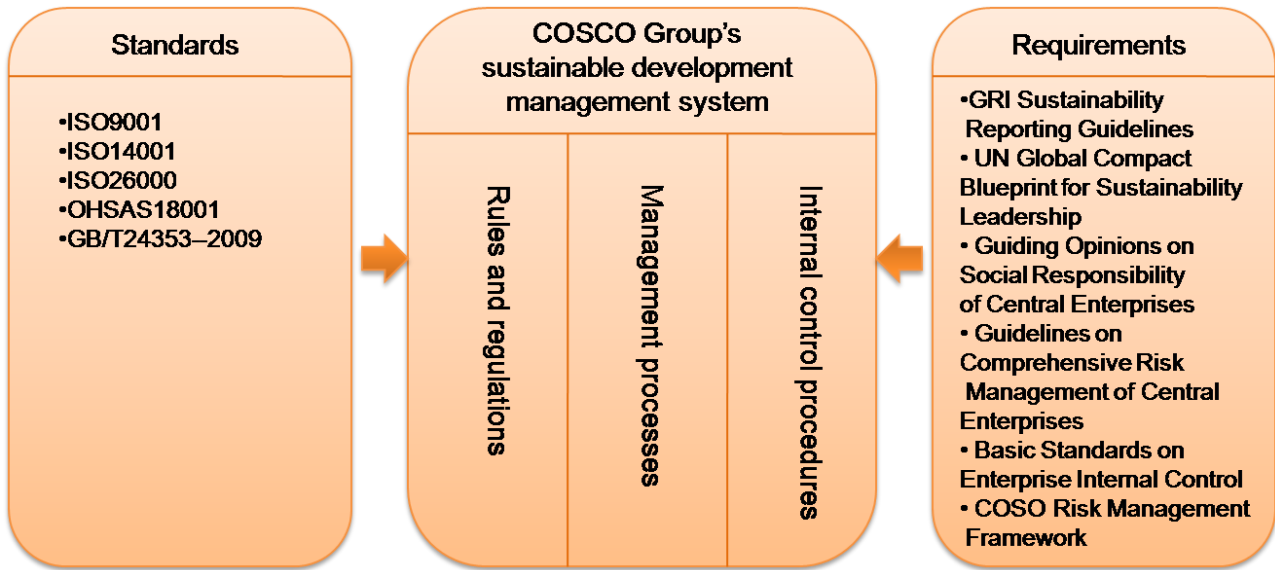 Standards
•ISO9001
•ISO14001
•ISO26000
•OHSAS18001
•GB/T24353–2009
COSCO Group's
sustainable development
management system
Rules and regulations
Management processes
Internal control procedures
Requirements
•GRI Sustainability
Reporting Guidelines
• UN Global Compact
Blueprint for Sustainability
Leadership
• Guiding Opinions on
Social Responsibility
of Central Enterprises
• Guidelines on
Comprehensive Risk
Management of Central
Enterprises
• Basic Standards on
Enterprise Internal Control
• COSO Risk Management
Framework